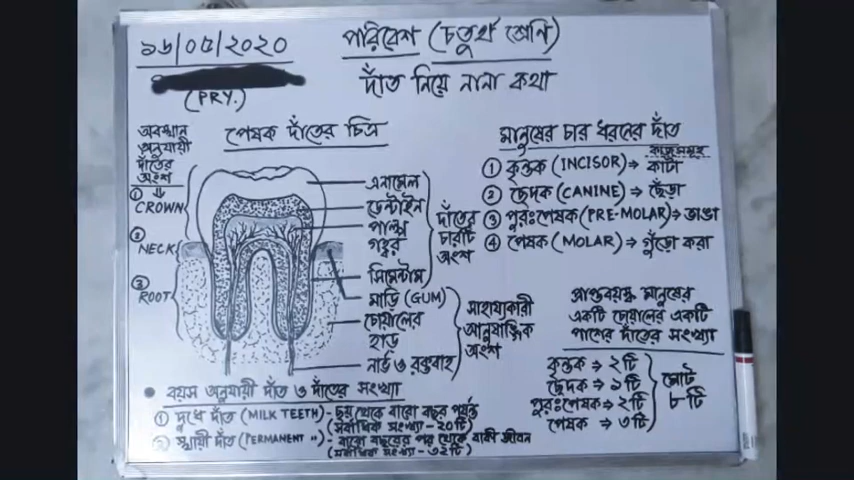 ১৬/০৫/২০২০
পরিবেশ (চতুর্থ শ্রেণি)
(PRY.)
দাঁত নিয়ে নানা কথা
অবস্থান
অনুযায়ী
দাঁতের
অংশ
① CROWN
② NECK
③ ROOT
পেষক দাঁতের চিত্র
এনামেল
ডেন্টাইন
পাল্প
গহ্বর
সিমেন্টাম
দাঁতের
চারটি
অংশ
মাড়ি (GUM)
চোয়ালের
হাড়
নার্ভ ও রক্তবাহ
সাহায্যকারী
আনুষাঙ্গিক
অংশ
মানুষের চার ধরনের দাঁত
কাজসমূহ
① কৃন্তক (INCISOR) → কাটা
② ছেদক (CANINE) → ছেঁড়া
③ পুরঃপেষক (PRE-MOLAR) → ভাঙা
④ পেষক (MOLAR) → গুঁড়ো করা
প্রাপ্তবয়স্ক মানুষের
একটি চোয়ালের একটি
পাশের দাঁতের সংখ্যা
কৃন্তক → ২টি
ছেদক → ১টি
পুরঃপেষক → ২টি
পেষক → ৩টি
মোট
৮টি
● বয়স অনুযায়ী দাঁত ও দাঁতের সংখ্যা
① দুধে দাঁত (MILK TEETH) - ছয় থেকে বারো বছর পর্যন্ত
(সর্বাধিক সংখ্যা - ২০টি)
② স্থায়ী দাঁত (PERMANENT ") - বারো বছরের পর থেকে বাকী জীবন
(সর্বাধিক সংখ্যা - ৩২টি)